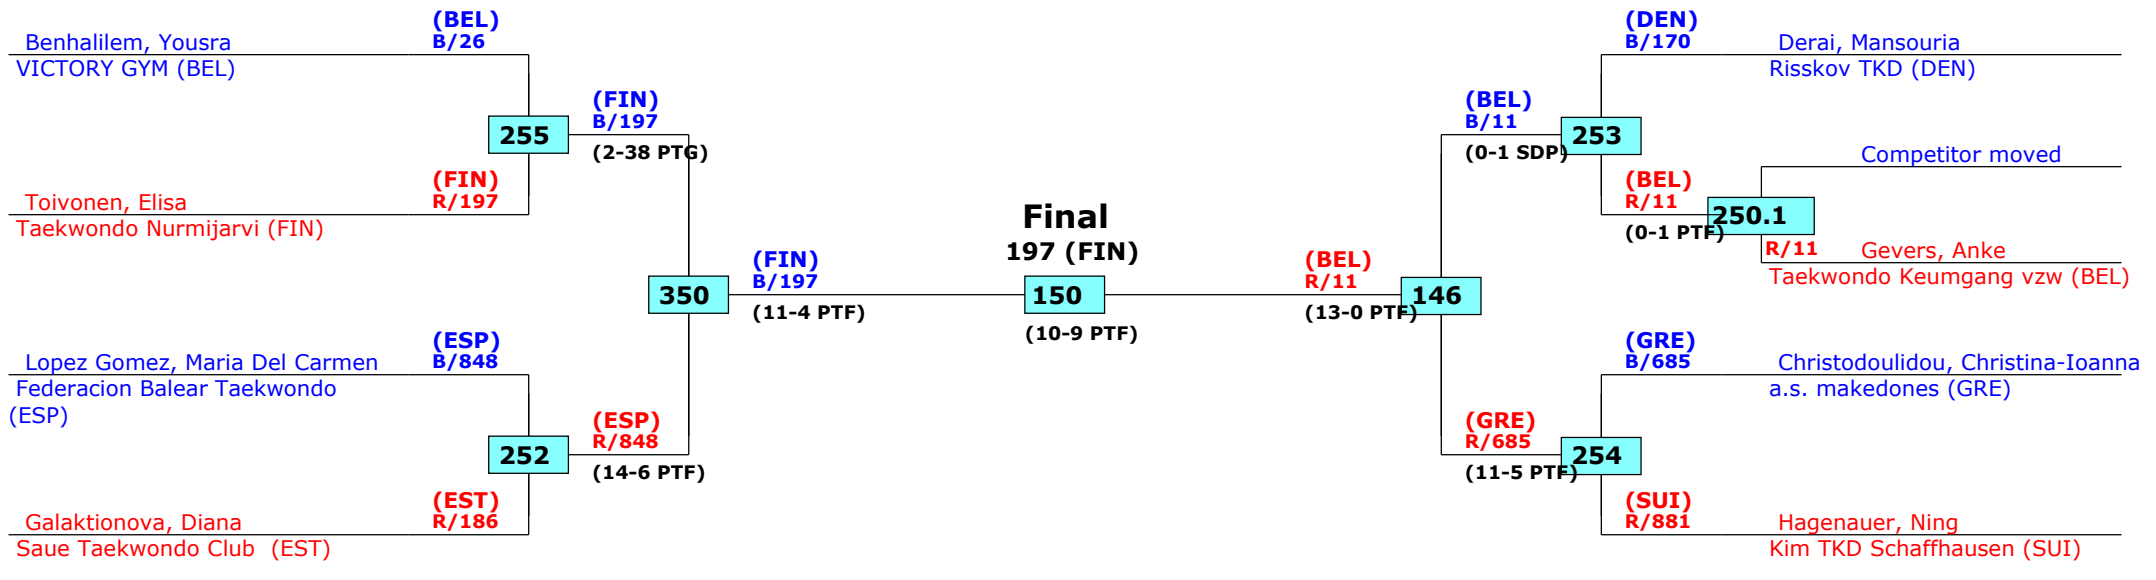 (BEL)
B/26
Benhalilem, Yousra
VICTORY GYM (BEL)
255
(FIN)
B/197
(2-38 PTG)
(FIN)
R/197
Toivonen, Elisa
Taekwondo Nurmijarvi (FIN)
350
(FIN)
B/197
(11-4 PTF)
(ESP)
B/848
Lopez Gomez, Maria Del Carmen
Federacion Balear Taekwondo
(ESP)
252
(ESP)
R/848
(14-6 PTF)
(EST)
R/186
Galaktionova, Diana
Saue Taekwondo Club  (EST)
Final
197 (FIN)
150
(10-9 PTF)
(BEL)
R/11
(13-0 PTF)
146
(BEL)
B/11
(0-1 SDP)
253
(DEN)
B/170
Derai, Mansouria
Risskov TKD (DEN)
(BEL)
R/11
(0-1 PTF)
250.1
Competitor moved
R/11
Gevers, Anke
Taekwondo Keumgang vzw (BEL)
(GRE)
R/685
(11-5 PTF)
254
(GRE)
B/685
Christodoulidou, Christina-Ioanna
a.s. makedones (GRE)
(SUI)
R/881
Hagenauer, Ning
Kim TKD Schaffhausen (SUI)